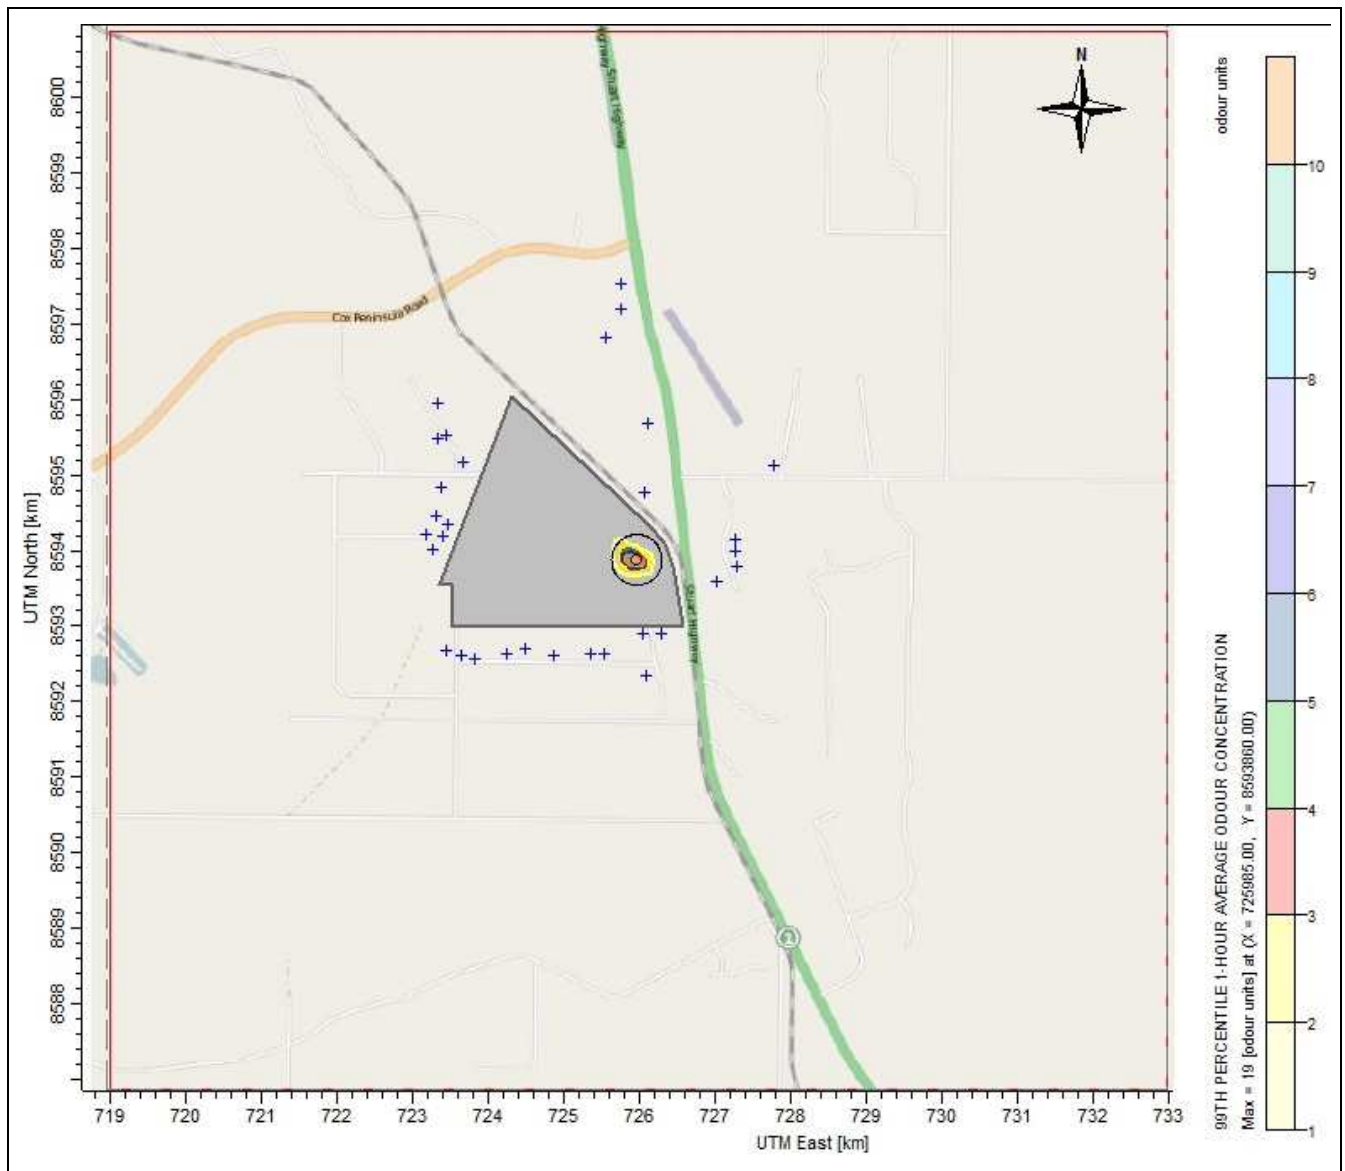 N
odour units
10
9
8
7
6
5
4
3
2
1
99TH PERCENTILE 1-HOUR AVERAGE ODOUR CONCENTRATION
Max = 19 [odour units] at (X = 725985.00, Y = 8593860.00)
UTM North [km]
8600
8599
8598
8597
8596
8595
8594
8593
8592
8591
8590
8589
8588
ighway Stuart Highway
Cox Peninsula Road
Stuart Highway
1
719 720 721 722 723 724 725 726 727 728 729 730 731 732 733
UTM East [km]